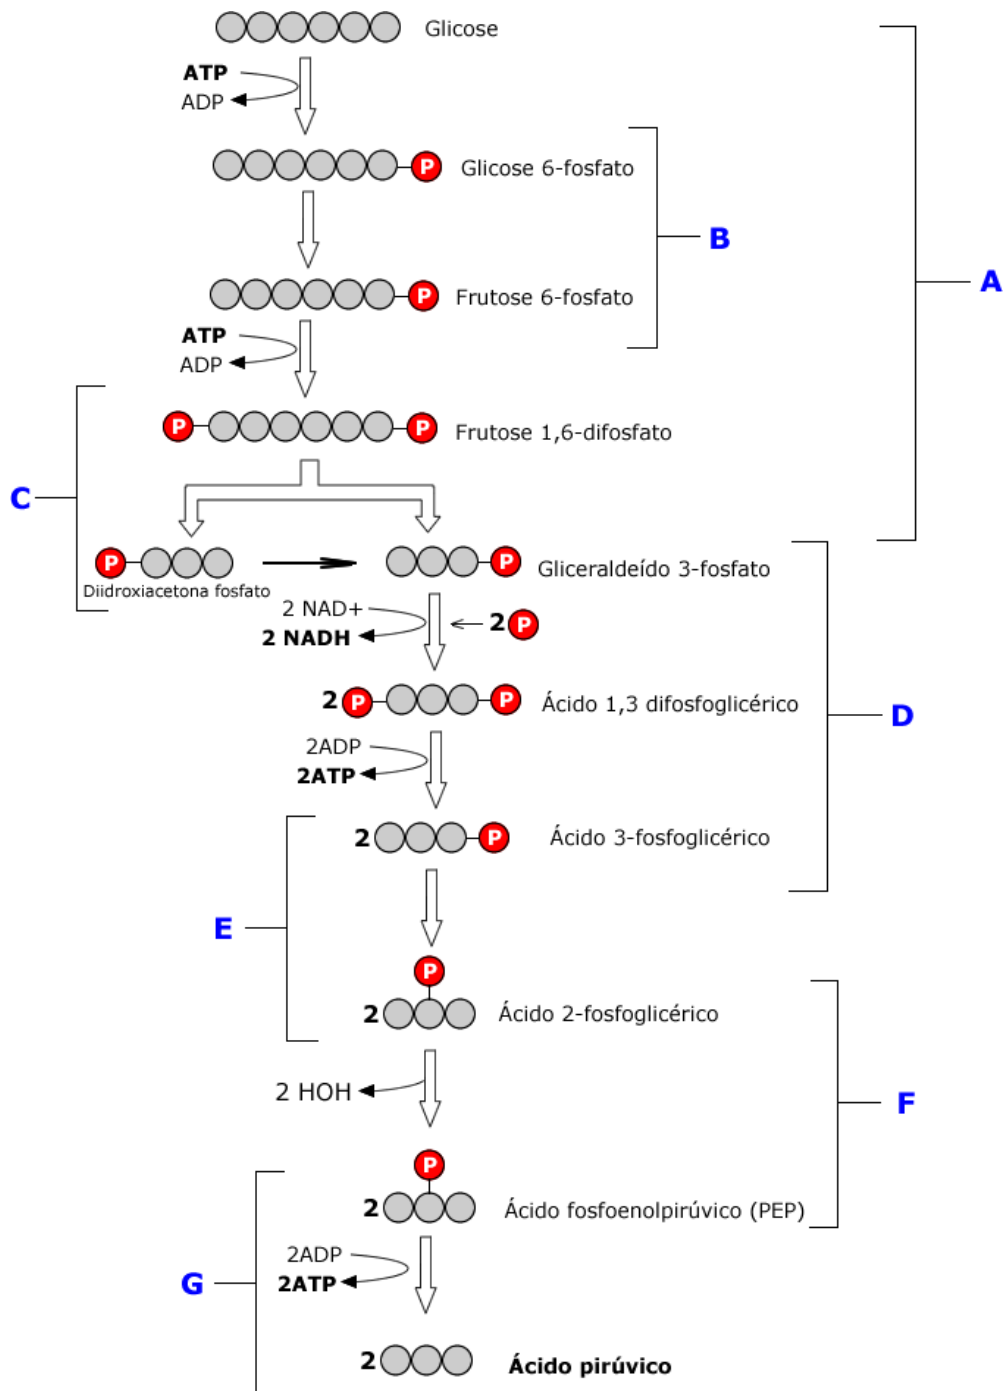 Glicose
ATP
ADP
P
Glicose 6-fosfato
B
A
P
Frutose 6-fosfato
ATP
ADP
P
P
Frutose 1,6-difosfato
C
P
P
Gliceraldeído 3-fosfato
Diidroxiacetona fosfato
2 NAD+
2 NADH
2 P
2 P
P
Ácido 1,3 difosfoglicérico
D
2ADP
2ATP
2
P
Ácido 3-fosfoglicérico
E
P
2
Ácido 2-fosfoglicérico
2 HOH
F
P
2
Ácido fosfoenolpirúvico (PEP)
2ADP
2ATP
G
2
Ácido pirúvico